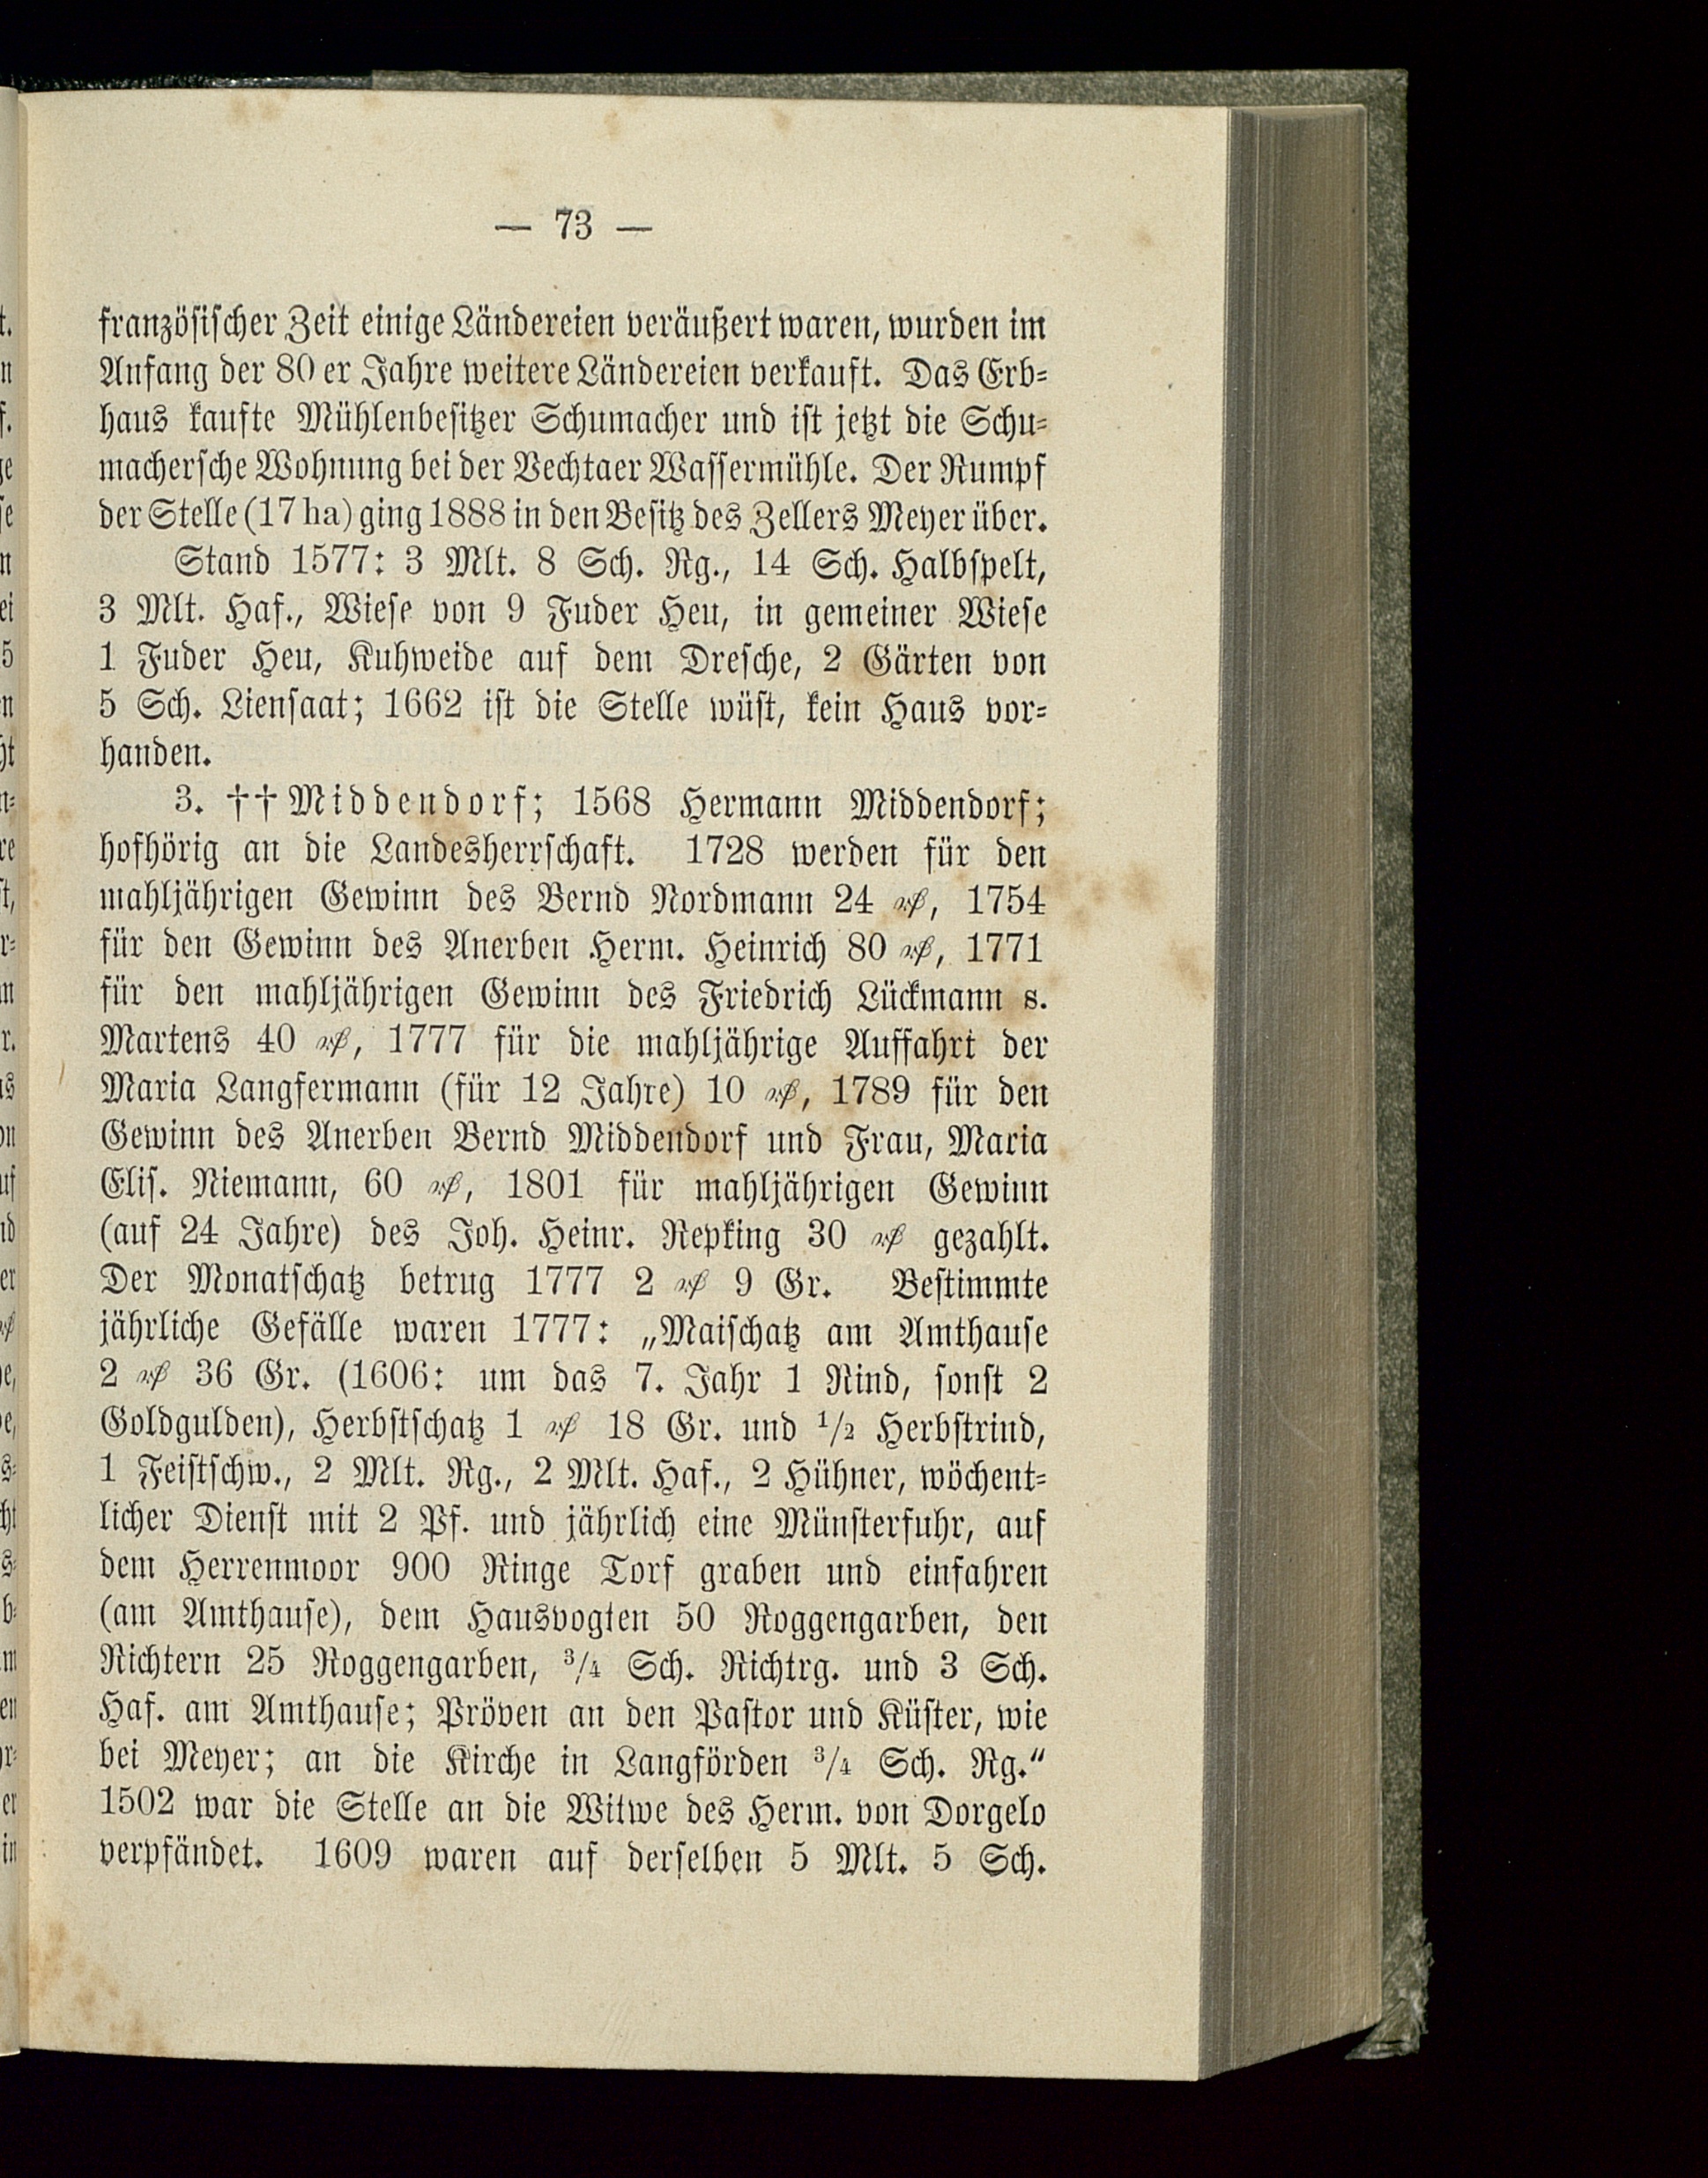 — 73 —
französischer Zeit einige Ländereien veräußert waren, wurden im
Anfang der 80 er Jahre weitere Ländereien verkauft. Das Erb-
haus kaufte Mühlenbesitzer Schumacher und ist jetzt die Schu-
machersche Wohnung bei der Vechtaer Wassermühle. Der Rumpf
der Stelle (17 ha) ging 1888 in den Besitz des Zellers Meyer über.
Stand 1577: 3 Mlt. 8 Sch. Rg., 14 Sch. Halbspelt,
3 Mlt. Haf., Wiese von 9 Fuder Heu, in gemeiner Wiese
1 Fuder Heu, Kuhweide auf dem Dresche, 2 Gärten von
5 Sch. Liensaat; 1662 ist die Stelle wüst, kein Haus vor-
handen.
3. †† Middendorf; 1568 Hermann Middendorf;
hofhörig an die Landesherrschaft. 1728 werden für den
mahljährigen Gewinn des Bernd Nordmann 24 ₰, 1754
für den Gewinn des Anerben Herm. Heinrich 80 ₰, 1771
für den mahljährigen Gewinn des Friedrich Lückmann s.
Martens 40 ₰, 1777 für die mahljährige Auffahrt der
Maria Langfermann (für 12 Jahre) 10 ₰, 1789 für den
Gewinn des Anerben Bernd Middendorf und Frau, Maria
Elis. Niemann, 60 ₰, 1801 für mahljährigen Gewinn
(auf 24 Jahre) des Joh. Heinr. Repking 30 ₰ gezahlt.
Der Monatschatz betrug 1777 2 ₰ 9 Gr. Bestimmte
jährliche Gefälle waren 1777: „Maischatz am Amthause
2 ₰ 36 Gr. (1606: um das 7. Jahr 1 Rind, sonst 2
Goldgulden), Herbstschatz 1 ₰ 18 Gr. und 1/2 Herbstrind,
1 Feistschw., 2 Mlt. Rg., 2 Mlt. Haf., 2 Hühner, wöchent-
licher Dienst mit 2 Pf. und jährlich eine Münsterfuhr, auf
dem Herrenmoor 900 Ringe Torf graben und einfahren
(am Amthause), dem Hausvogten 50 Roggengarben, den
Richtern 25 Roggengarben, 3/4 Sch. Richtrg. und 3 Sch.
Haf. am Amthause; Pröven an den Pastor und Küster, wie
bei Meyer; an die Kirche in Langförden 3/4 Sch. Rg."
1502 war die Stelle an die Witwe des Herm. von Dorgelo
verpfändet. 1609 waren auf derselben 5 Mlt. 5 Sch.